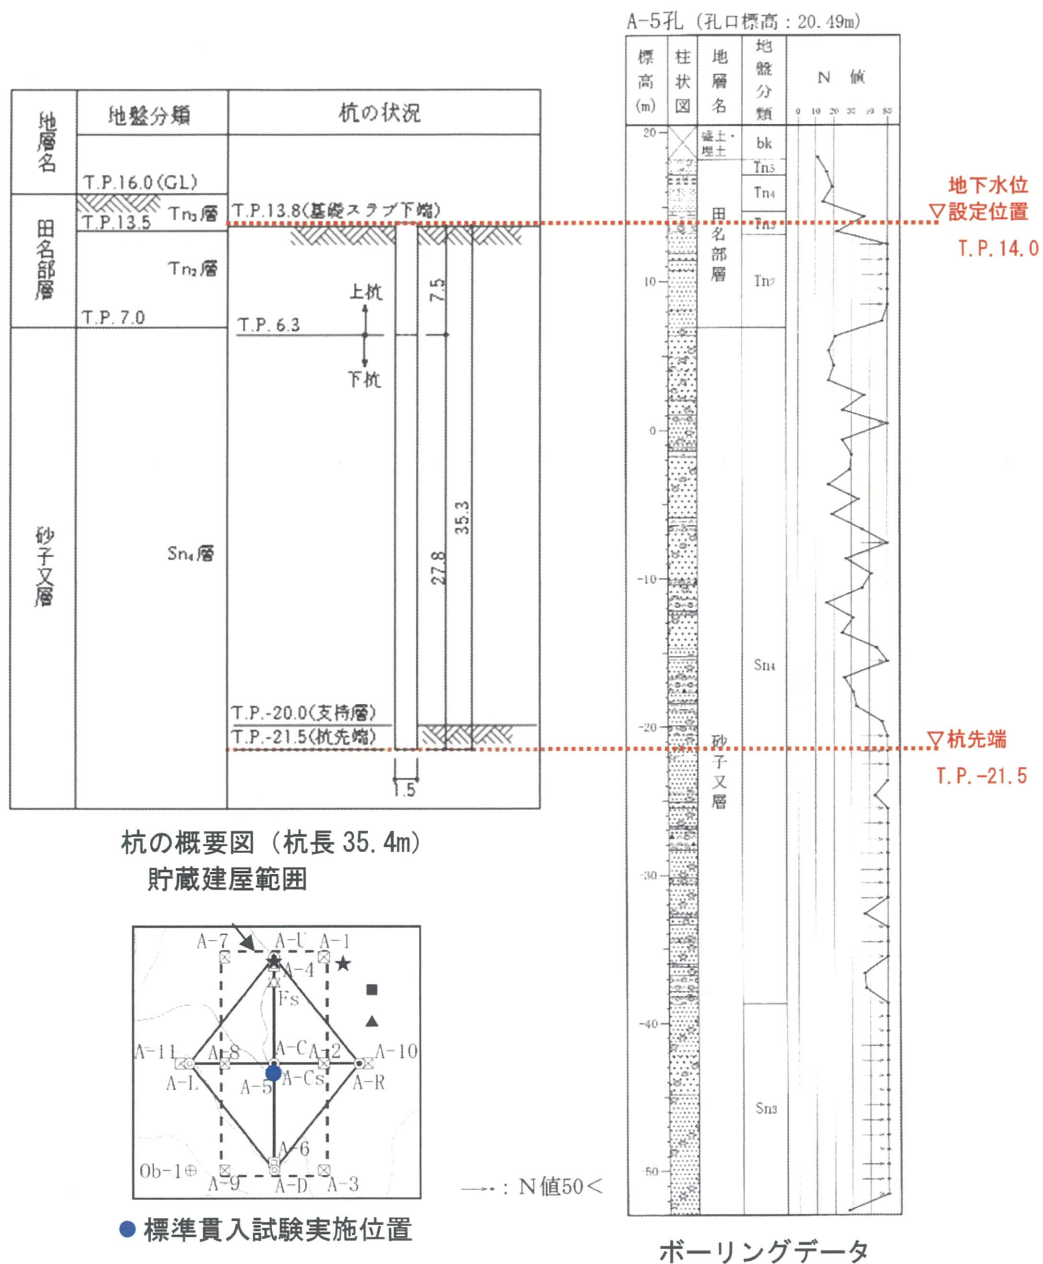 地層名
地盤分類
杭の状況
T.P.16.0(GL)
田名部層
Tn₃層
T.P.13.5
T.P.13.8(基礎スラブ下端)
Tn₂層
上杭
7.5
T.P. 7.0
T.P. 6.3
下杭
砂子又層
Sn₄層
27.8
35.3
T.P.-20.0(支持層)
T.P.-21.5(杭先端)
1.5
杭の概要図(杭長 35.4m)
貯蔵建屋範囲
A-7
A-U
A-1
A-4
Fs
A-11
A-8
A-C
A-2
A-10
A-L
A-5
A-Cs
A-R
A-6
Ob-1
A-9
A-D
A-3
: N値50<
● 標準貫入試験実施位置
A-5孔 (孔口標高:20.49m)
標高(m)
柱状図
地層名
地盤分類
N 値
0 10 20 30 40 50
20
盛土・埋土
bk
Tn₅
Tn₄
Tn₃
田名部層
10
Tn₂
0
-10
Sn₄
-20
砂子又層
-30
-40
Sn₃
-50
地下水位
▽設定位置
T.P.14.0
▽杭先端
T.P.-21.5
ボーリングデータ